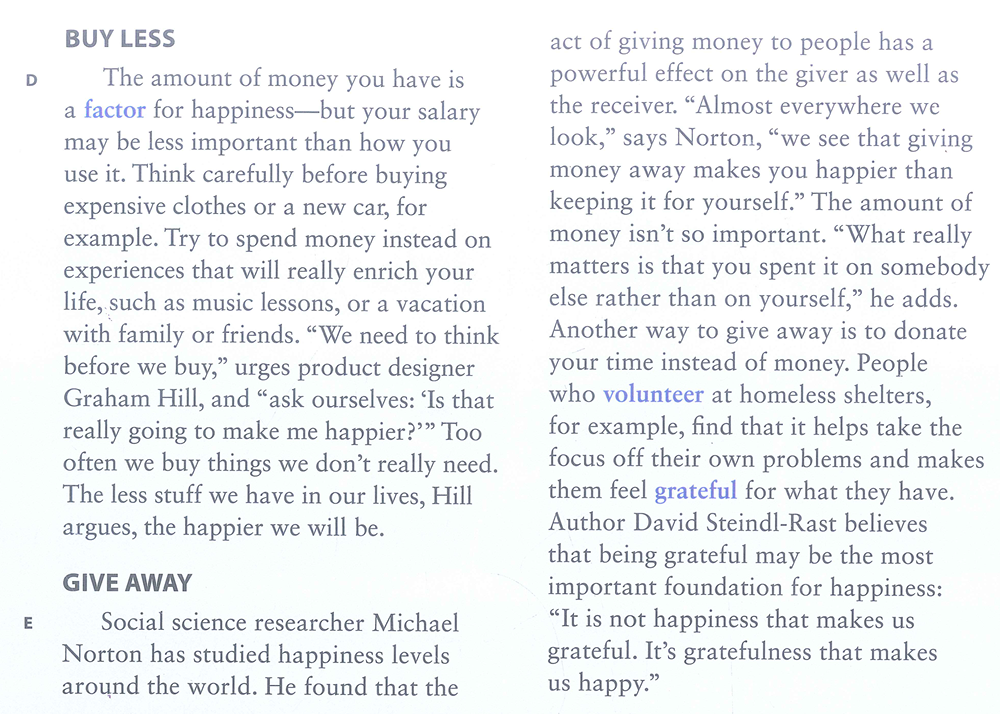 BUY LESS
D The amount of money you have is
a factor for happiness—but your salary
may be less important than how you
use it. Think carefully before buying
expensive clothes or a new car, for
example. Try to spend money instead on
experiences that will really enrich your
life, such as music lessons, or a vacation
with family or friends. “We need to think
before we buy,” urges product designer
Graham Hill, and “ask ourselves: ‘Is that
really going to make me happier?’” Too
often we buy things we don’t really need.
The less stuff we have in our lives, Hill
argues, the happier we will be.
GIVE AWAY
E Social science researcher Michael
Norton has studied happiness levels
around the world. He found that the
act of giving money to people has a
powerful effect on the giver as well as
the receiver. “Almost everywhere we
look,” says Norton, “we see that giving
money away makes you happier than
keeping it for yourself.” The amount of
money isn’t so important. “What really
matters is that you spent it on somebody
else rather than on yourself,” he adds.
Another way to give away is to donate
your time instead of money. People
who volunteer at homeless shelters,
for example, find that it helps take the
focus off their own problems and makes
them feel grateful for what they have.
Author David Steindl-Rast believes
that being grateful may be the most
important foundation for happiness:
“It is not happiness that makes us
grateful. It’s gratefulness that makes
us happy.”